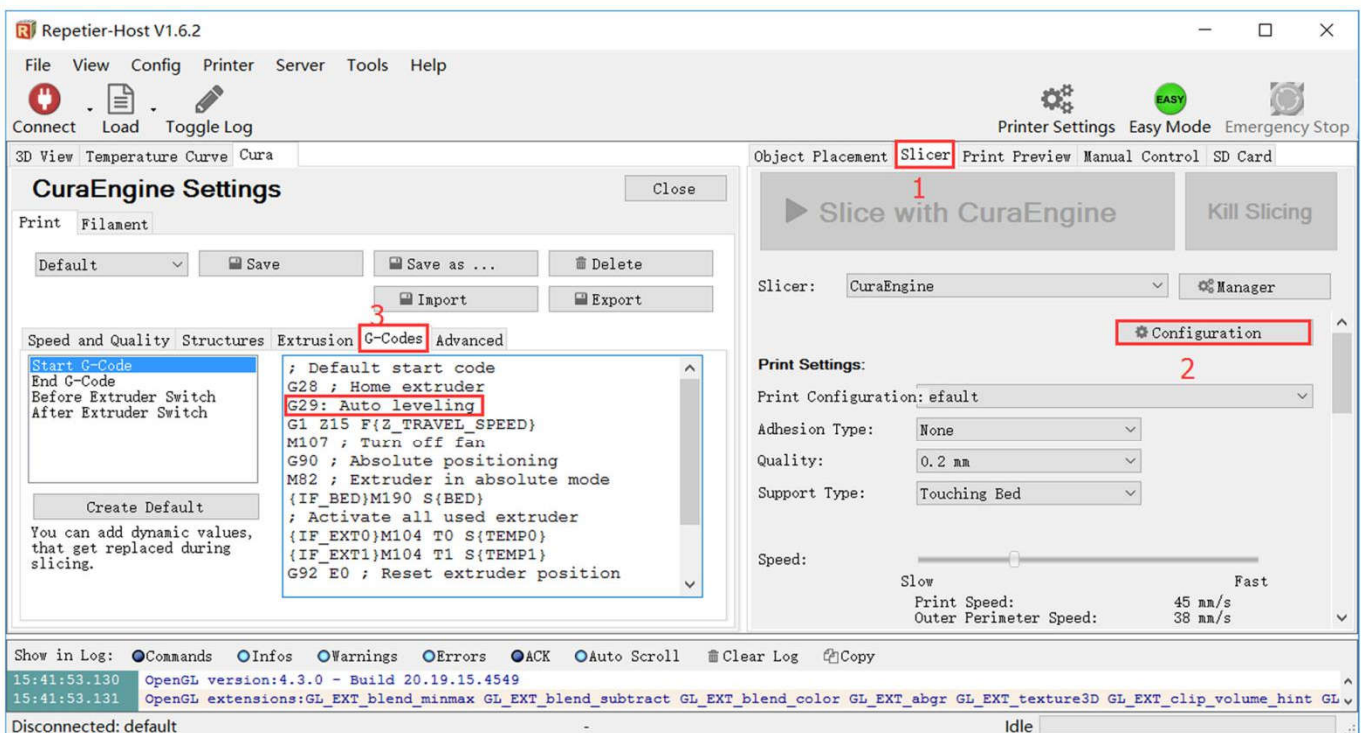 Repetier-Host V1.6.2
File View Config Printer Server Tools Help
EASY
Connect Load Toggle Log
Printer Settings Easy Mode Emergency Stop
3D View Temperature Curve Cura
CuraEngine Settings
Close
Print Filament
Default
Save
Save as ...
Delete
Import
Export
3
Speed and Quality Structures Extrusion G-Codes Advanced
Start G-Code
End G-Code
Before Extruder Switch
After Extruder Switch
Create Default
You can add dynamic values,
that get replaced during
slicing.
; Default start code
G28 ; Home extruder
G29: Auto leveling
G1 Z15 F{Z_TRAVEL_SPEED}
M107 ; Turn off fan
G90 ; Absolute positioning
M82 ; Extruder in absolute mode
{IF_BED}M190 S{BED}
; Activate all used extruder
{IF_EXT0}M104 T0 S{TEMP0}
{IF_EXT1}M104 T1 S{TEMP1}
G92 E0 ; Reset extruder position
Object Placement Slicer Print Preview Manual Control SD Card
1
Slice with CuraEngine
Kill Slicing
Slicer: CuraEngine
Manager
Configuration
2
Print Settings:
Print Configuration: efault
Adhesion Type: None
Quality: 0.2 mm
Support Type: Touching Bed
Speed:
Slow Fast
Print Speed: 45 mm/s
Outer Perimeter Speed: 38 mm/s
Show in Log: Commands Infos Warnings Errors ACK Auto Scroll Clear Log Copy
15:41:53.130 OpenGL version:4.3.0 - Build 20.19.15.4549
15:41:53.131 OpenGL extensions:GL_EXT_blend_minmax GL_EXT_blend_subtract GL_EXT_blend_color GL_EXT_abgr GL_EXT_texture3D GL_EXT_clip_volume_hint GL_
Disconnected: default - Idle